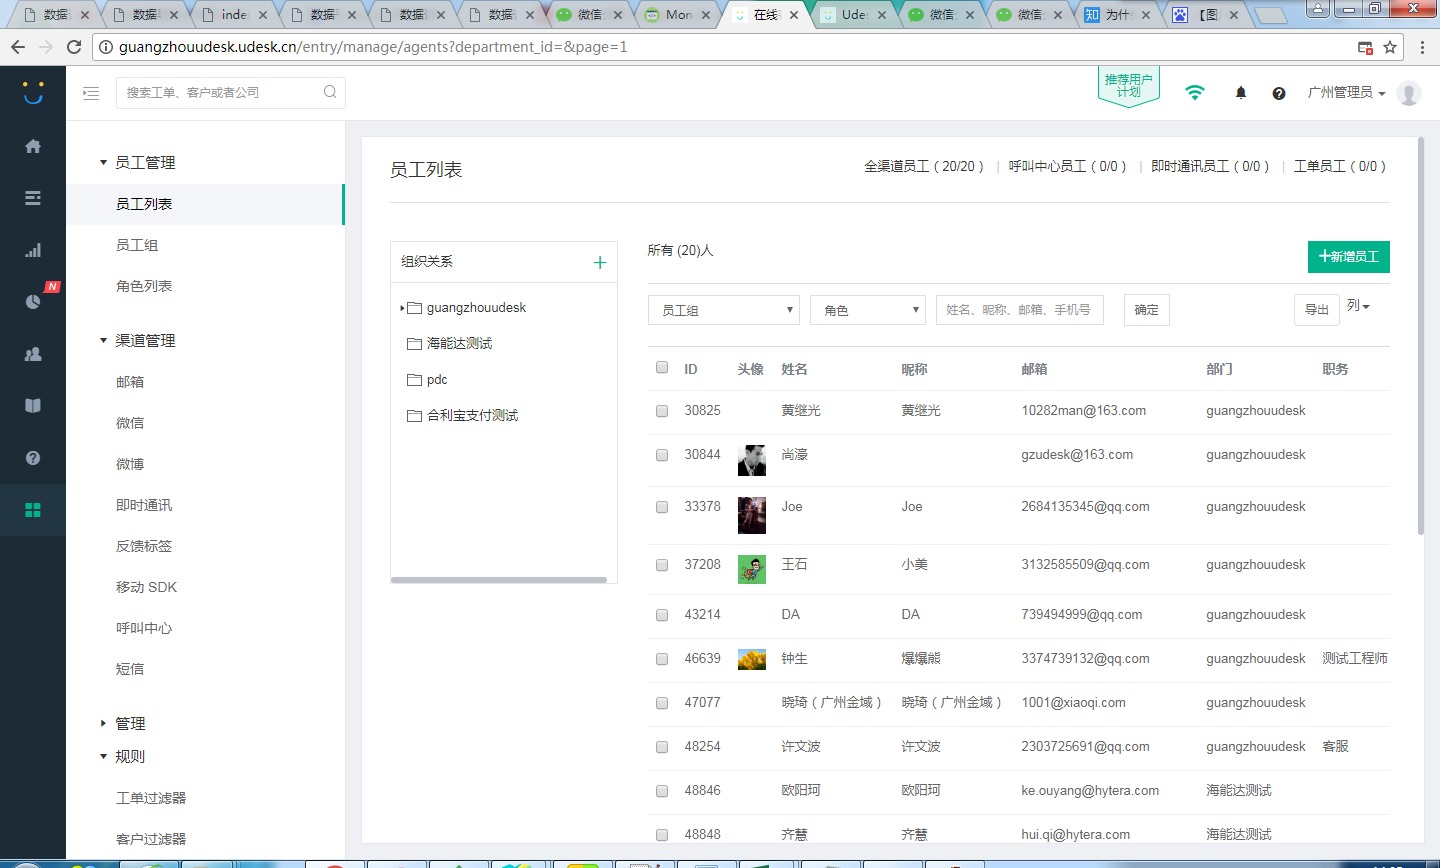 数据
数据
index
数据
数据
数据
微信
Mon
在线
Udes
微信
微信
知 为什
【图
guangzhouudesk.udesk.cn/entry/manage/agents?department_id=&page=1
搜索工单、客户或者公司
推荐用户
计划
广州管理员
N
员工管理
员工列表
员工组
角色列表
渠道管理
邮箱
微信
微博
即时通讯
反馈标签
移动 SDK
呼叫中心
短信
管理
规则
工单过滤器
客户过滤器
员工列表
全渠道员工（20/20） | 呼叫中心员工（0/0） | 即时通讯员工（0/0） | 工单员工（0/0）
组织关系
guangzhouudesk
海能达测试
pdc
合利宝支付测试
所有 (20)人
新增员工
员工组 角色 姓名、昵称、邮箱、手机号 确定 导出 列
ID 头像 姓名 昵称 邮箱 部门 职务
30825 黄继光 黄继光 10282man@163.com guangzhouudesk
30844 尚濠 gzudesk@163.com guangzhouudesk
33378 Joe Joe 2684135345@qq.com guangzhouudesk
37208 王石 小美 3132585509@qq.com guangzhouudesk
43214 DA DA 739494999@qq.com guangzhouudesk
46639 钟生 爆爆熊 3374739132@qq.com guangzhouudesk 测试工程师
47077 晓琦（广州金域） 晓琦（广州金域） 1001@xiaoqi.com guangzhouudesk
48254 许文波 许文波 2303725691@qq.com guangzhouudesk 客服
48846 欧阳珂 欧阳珂 ke.ouyang@hytera.com 海能达测试
48848 齐慧 齐慧 hui.qi@hytera.com 海能达测试